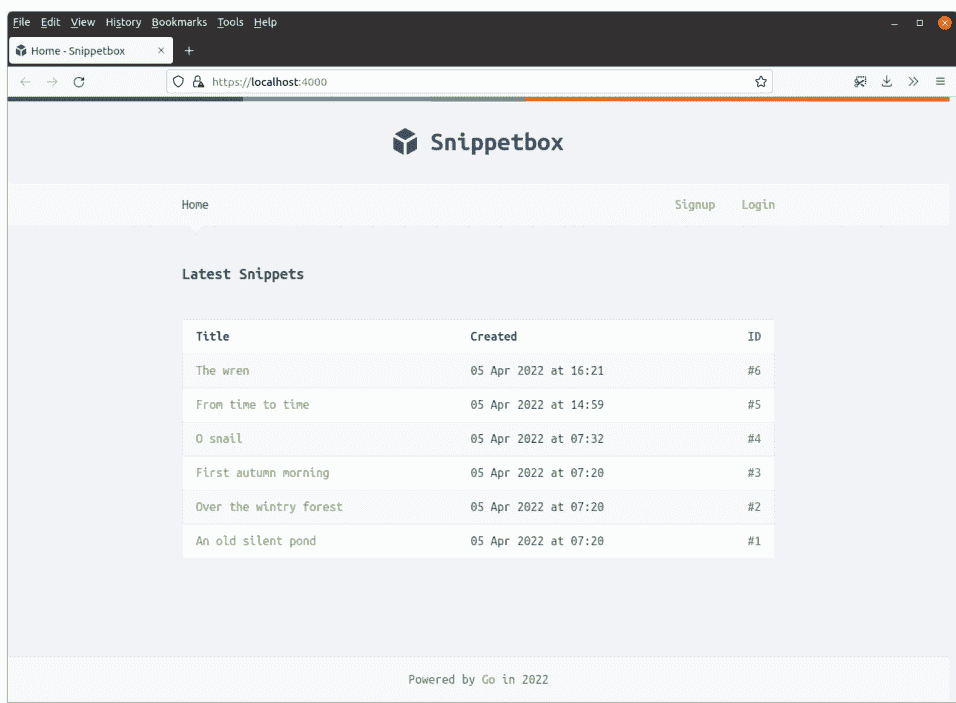 File Edit View History Bookmarks Tools Help
Home - Snippetbox
https://localhost:4000
Snippetbox
Home Signup Login
Latest Snippets
Title Created ID
The wren 05 Apr 2022 at 16:21 #6
From time to time 05 Apr 2022 at 14:59 #5
O snail 05 Apr 2022 at 07:32 #4
First autumn morning 05 Apr 2022 at 07:20 #3
Over the wintry forest 05 Apr 2022 at 07:20 #2
An old silent pond 05 Apr 2022 at 07:20 #1
Powered by Go in 2022